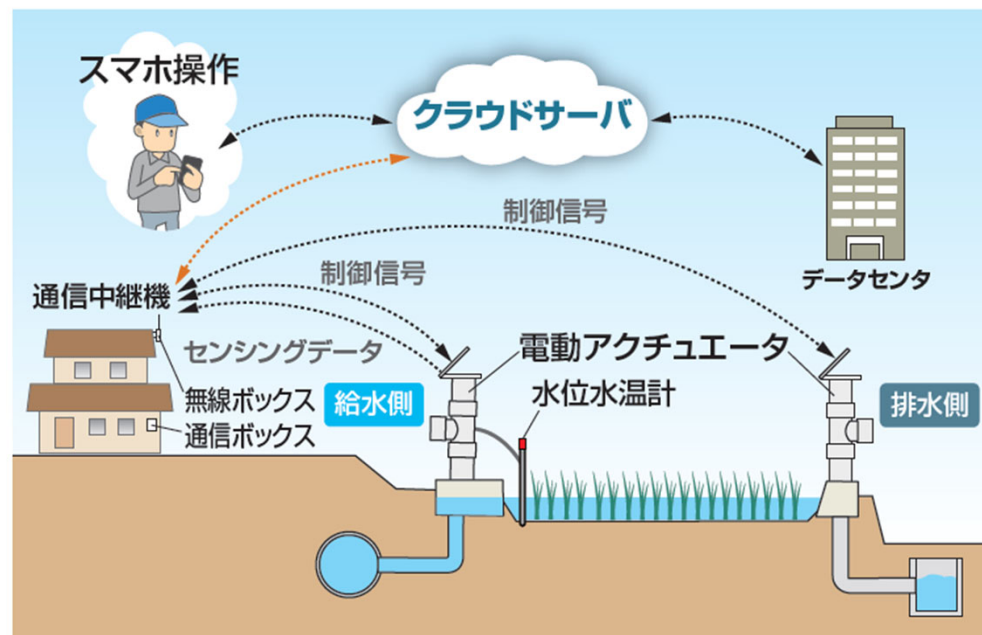 スマホ操作
クラウドサーバ
制御信号
データセンタ
制御信号
通信中継機
センシングデータ
電動アクチュエータ
無線ボックス
給水側
水位水温計
排水側
通信ボックス